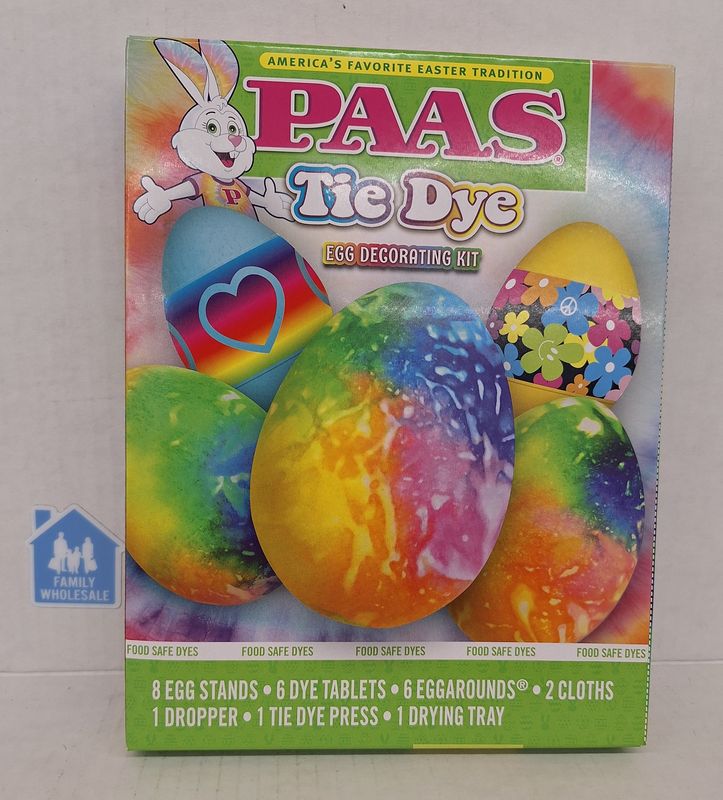 AMERICA'S FAVORITE EASTER TRADITION
PAAS®
P
Tie Dye
EGG DECORATING KIT
FAMILY
WHOLESALE
FOOD SAFE DYES FOOD SAFE DYES FOOD SAFE DYES FOOD SAFE DYES FOOD SAFE DYES
8 EGG STANDS • 6 DYE TABLETS • 6 EGGAROUNDS® • 2 CLOTHS
1 DROPPER • 1 TIE DYE PRESS • 1 DRYING TRAY